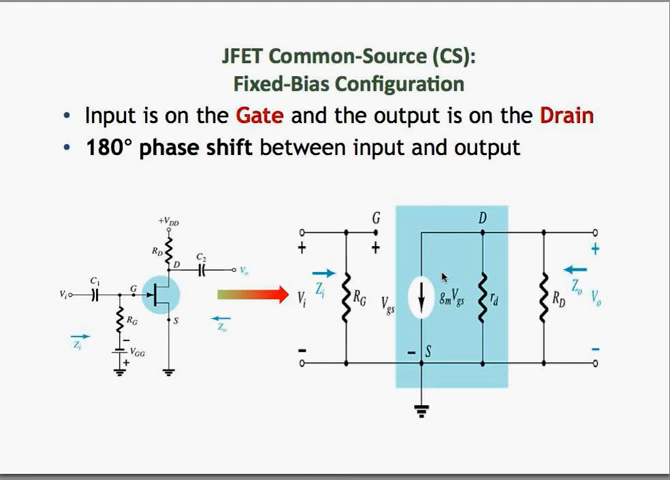 JFET Common-Source (CS):
Fixed-Bias Configuration
• Input is on the Gate and the output is on the Drain
• 180° phase shift between input and output
+VDD
RD
D
C2
Vo
C1
Vi
G
RG
S
Zi
Zo
VGG
−
+
G
D
+
+
+
Zi
Vi
RG
Vgs
gmVgs
rd
RD
Zo
Vo
−
− S
−